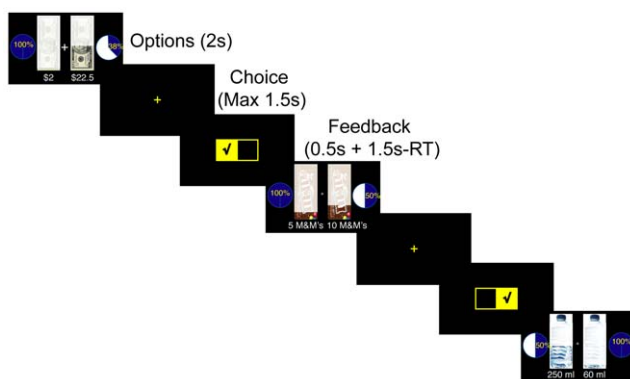 100%
+
38%
$2 $22.5
Options (2s)
+
Choice
(Max 1.5s)
✓
Feedback
(0.5s + 1.5s-RT)
100%
50%
5 M&M's 10 M&M's
+
✓
50%
100%
250 ml 60 ml